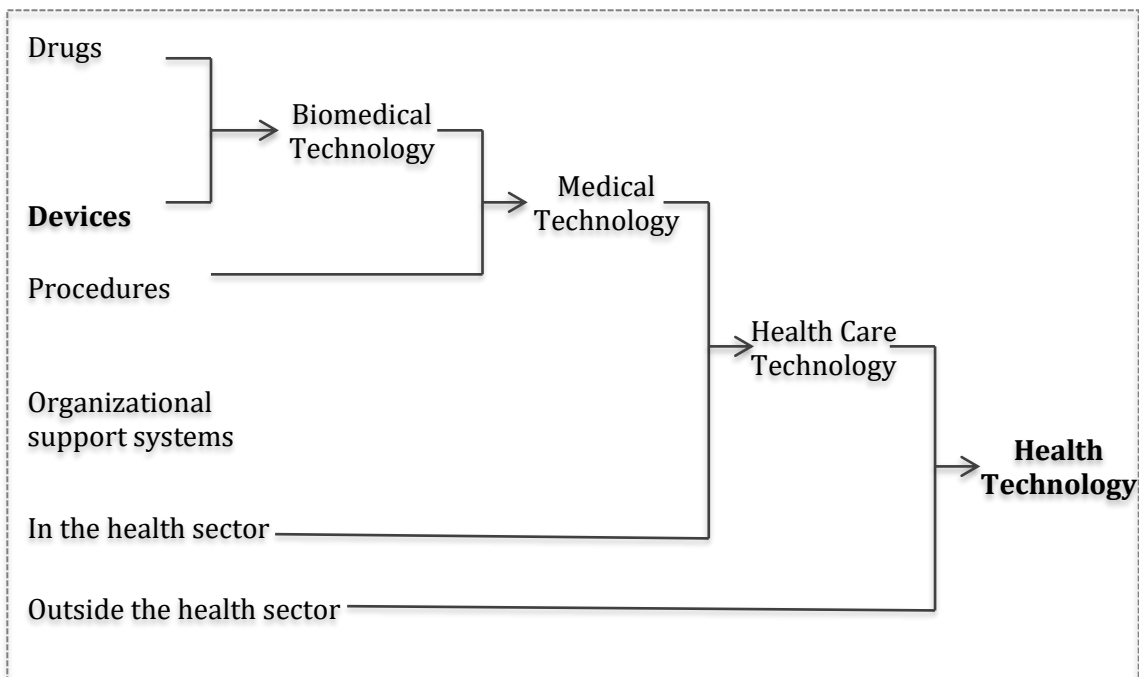 Drugs
Biomedical
Technology
Devices
Medical
Technology
Procedures
Health Care
Technology
Organizational
support systems
Health
Technology
In the health sector
Outside the health sector